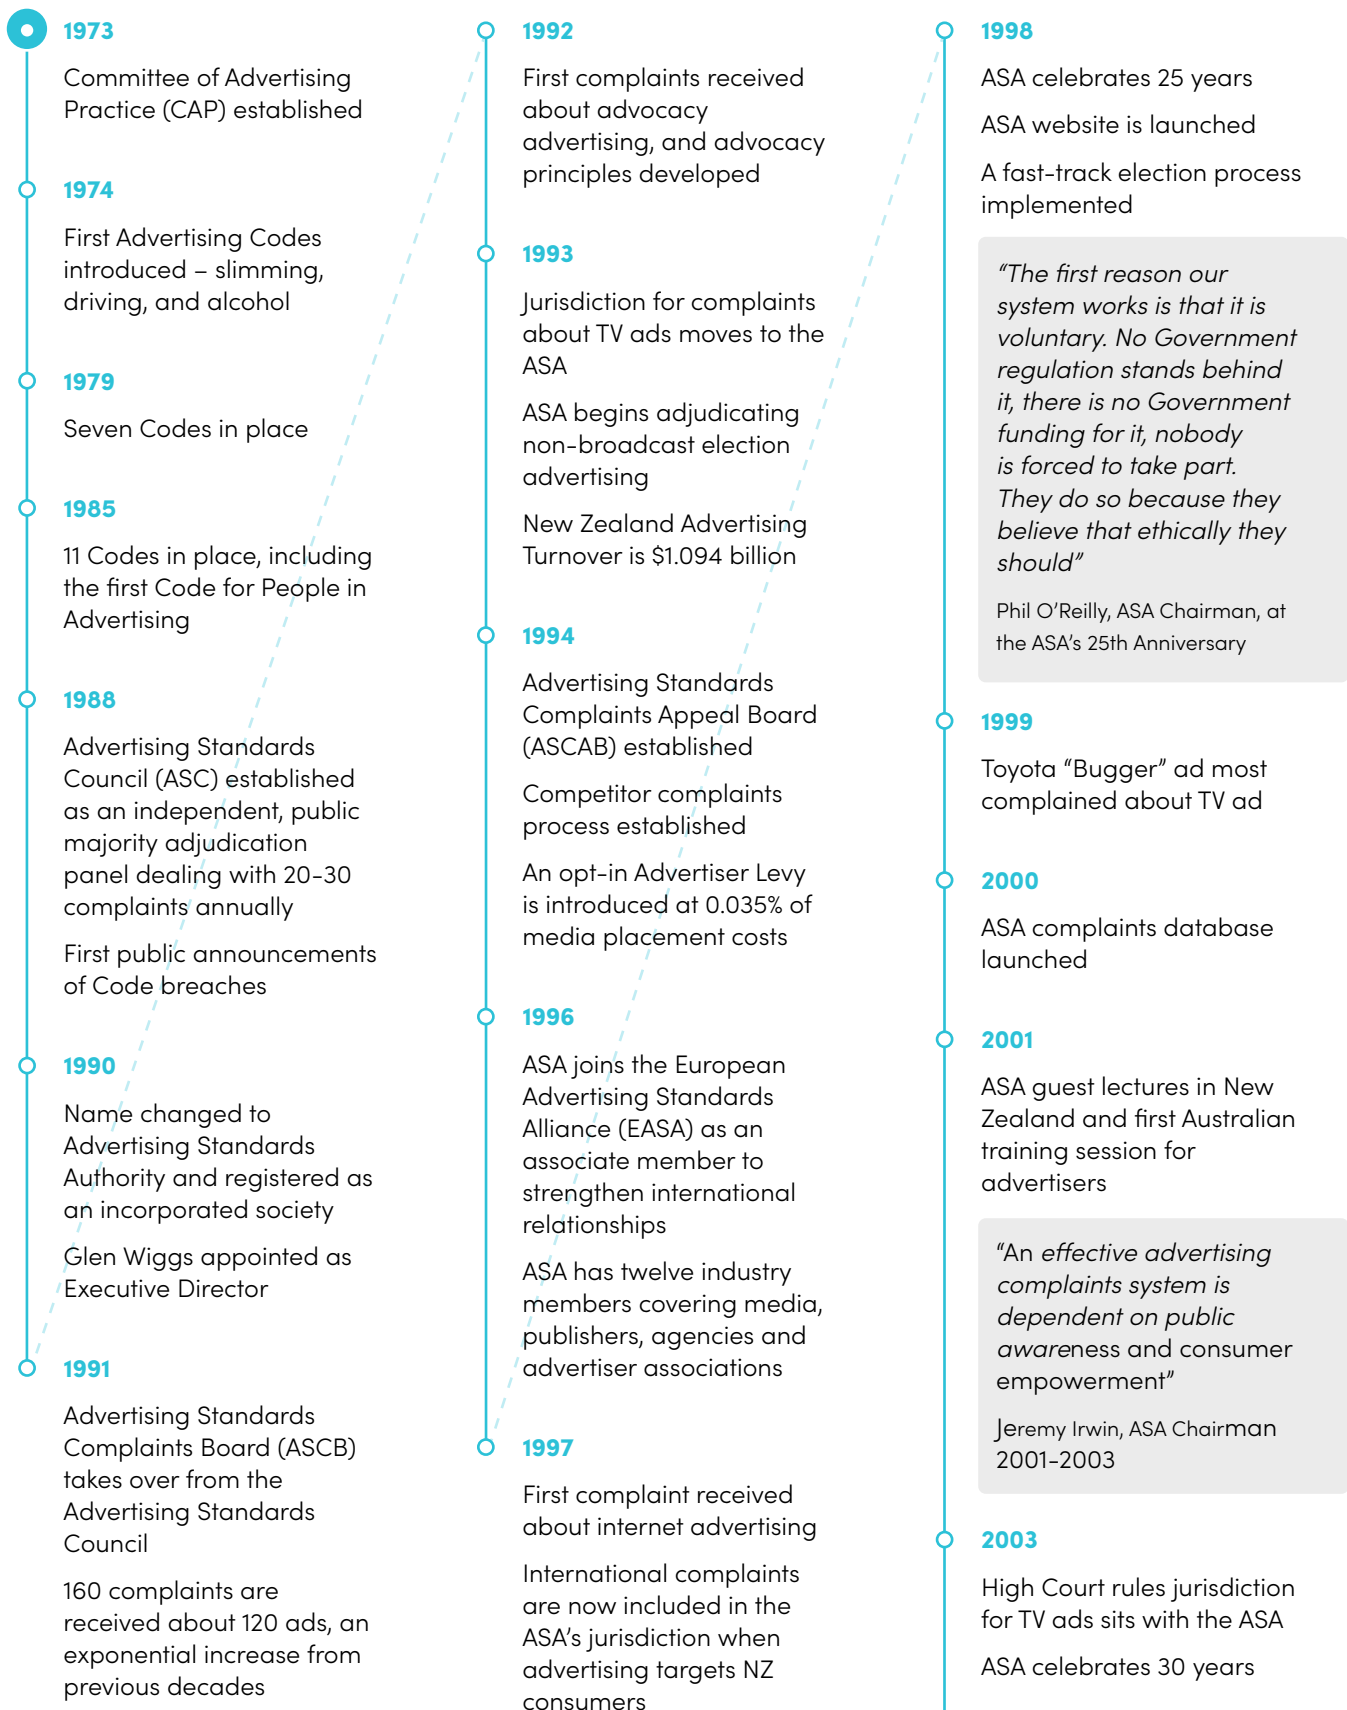 1973
Committee of Advertising
Practice (CAP) established
1974
First Advertising Codes
introduced – slimming,
driving, and alcohol
1979
Seven Codes in place
1985
11 Codes in place, including
the first Code for People in
Advertising
1988
Advertising Standards
Council (ASC) established
as an independent, public
majority adjudication
panel dealing with 20-30
complaints annually
First public announcements
of Code breaches
1990
Name changed to
Advertising Standards
Authority and registered as
an incorporated society
Glen Wiggs appointed as
Executive Director
1991
Advertising Standards
Complaints Board (ASCB)
takes over from the
Advertising Standards
Council
160 complaints are
received about 120 ads, an
exponential increase from
previous decades
1992
First complaints received
about advocacy
advertising, and advocacy
principles developed
1993
Jurisdiction for complaints
about TV ads moves to the
ASA
ASA begins adjudicating
non-broadcast election
advertising
New Zealand Advertising
Turnover is $1.094 billion
1994
Advertising Standards
Complaints Appeal Board
(ASCAB) established
Competitor complaints
process established
An opt-in Advertiser Levy
is introduced at 0.035% of
media placement costs
1996
ASA joins the European
Advertising Standards
Alliance (EASA) as an
associate member to
strengthen international
relationships
ASA has twelve industry
members covering media,
publishers, agencies and
advertiser associations
1997
First complaint received
about internet advertising
International complaints
are now included in the
ASA's jurisdiction when
advertising targets NZ
consumers
1998
ASA celebrates 25 years
ASA website is launched
A fast-track election process
implemented
“The first reason our
system works is that it is
voluntary. No Government
regulation stands behind
it, there is no Government
funding for it, nobody
is forced to take part.
They do so because they
believe that ethically they
should”
Phil O'Reilly, ASA Chairman, at
the ASA's 25th Anniversary
1999
Toyota “Bugger” ad most
complained about TV ad
2000
ASA complaints database
launched
2001
ASA guest lectures in New
Zealand and first Australian
training session for
advertisers
“An effective advertising
complaints system is
dependent on public
awareness and consumer
empowerment”
Jeremy Irwin, ASA Chairman
2001-2003
2003
High Court rules jurisdiction
for TV ads sits with the ASA
ASA celebrates 30 years